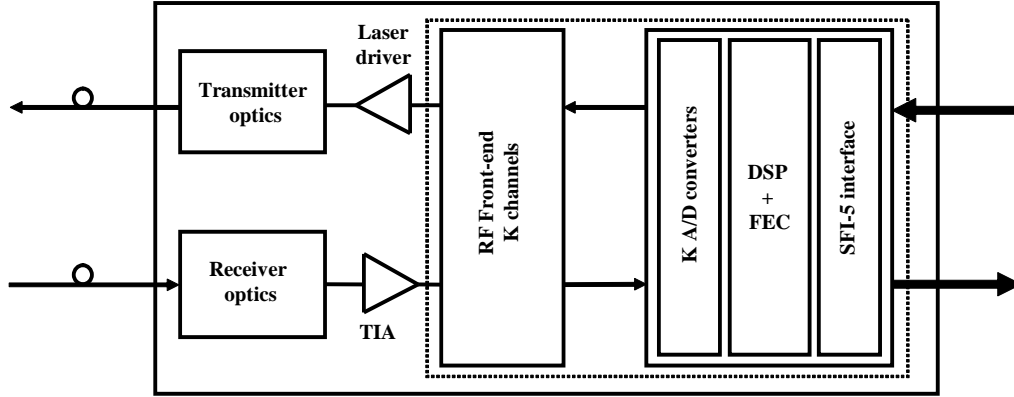 Laser
driver
Transmitter
optics
Receiver
optics
TIA
RF Front-end
K channels
K A/D converters
DSP
+
FEC
SFI-5 interface